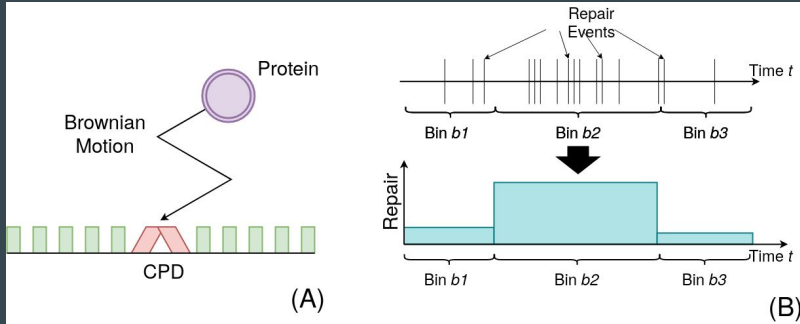 Protein
Brownian
Motion
CPD
(A)
Repair
Events
Time t
Bin b1
Bin b2
Bin b3
Repair
Time t
Bin b1
Bin b2
Bin b3
(B)